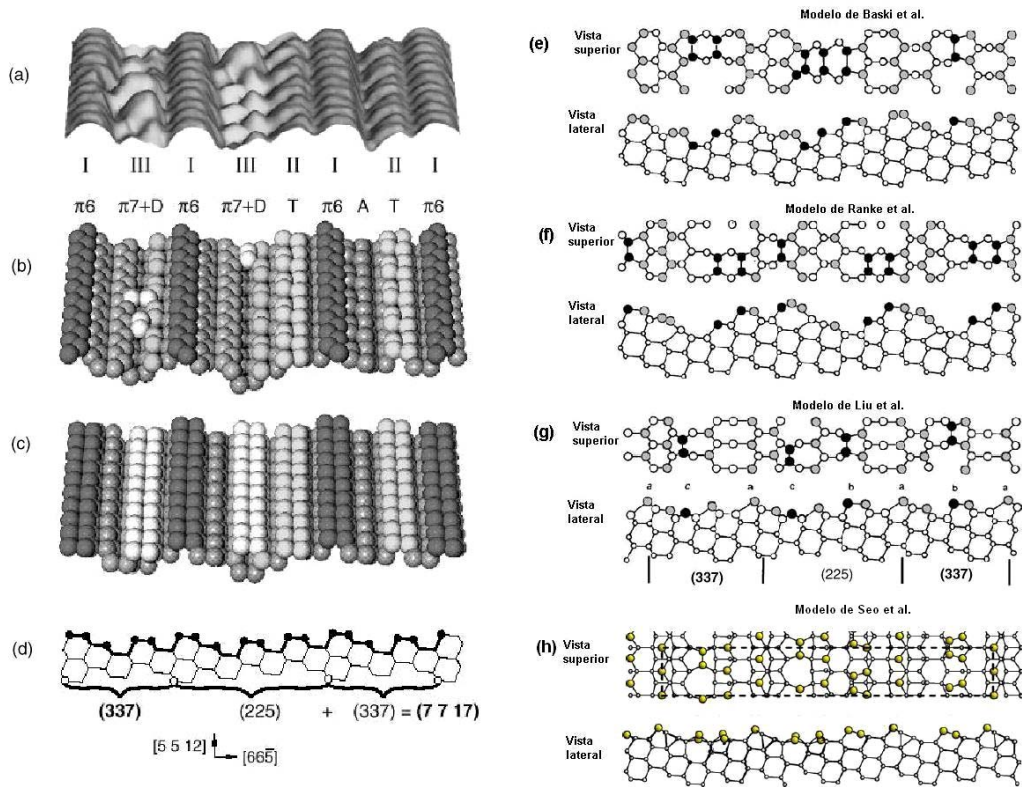 (a)
I III I III II I II I
π6 π7+D π6 π7+D T π6 A T π6
(b)
(c)
(d)
(337) (225) + (337) = (7 7 17)
[5 5 12]
[665̅]
Modelo de Baski et al.
(e)
Vista
superior
Vista
lateral
Modelo de Ranke et al.
(f)
Vista
superior
Vista
lateral
Modelo de Liu et al.
(g)
Vista
superior
a c a c b a b a
Vista
lateral
(337) (225) (337)
Modelo de Seo et al.
(h)
Vista
superior
Vista
lateral